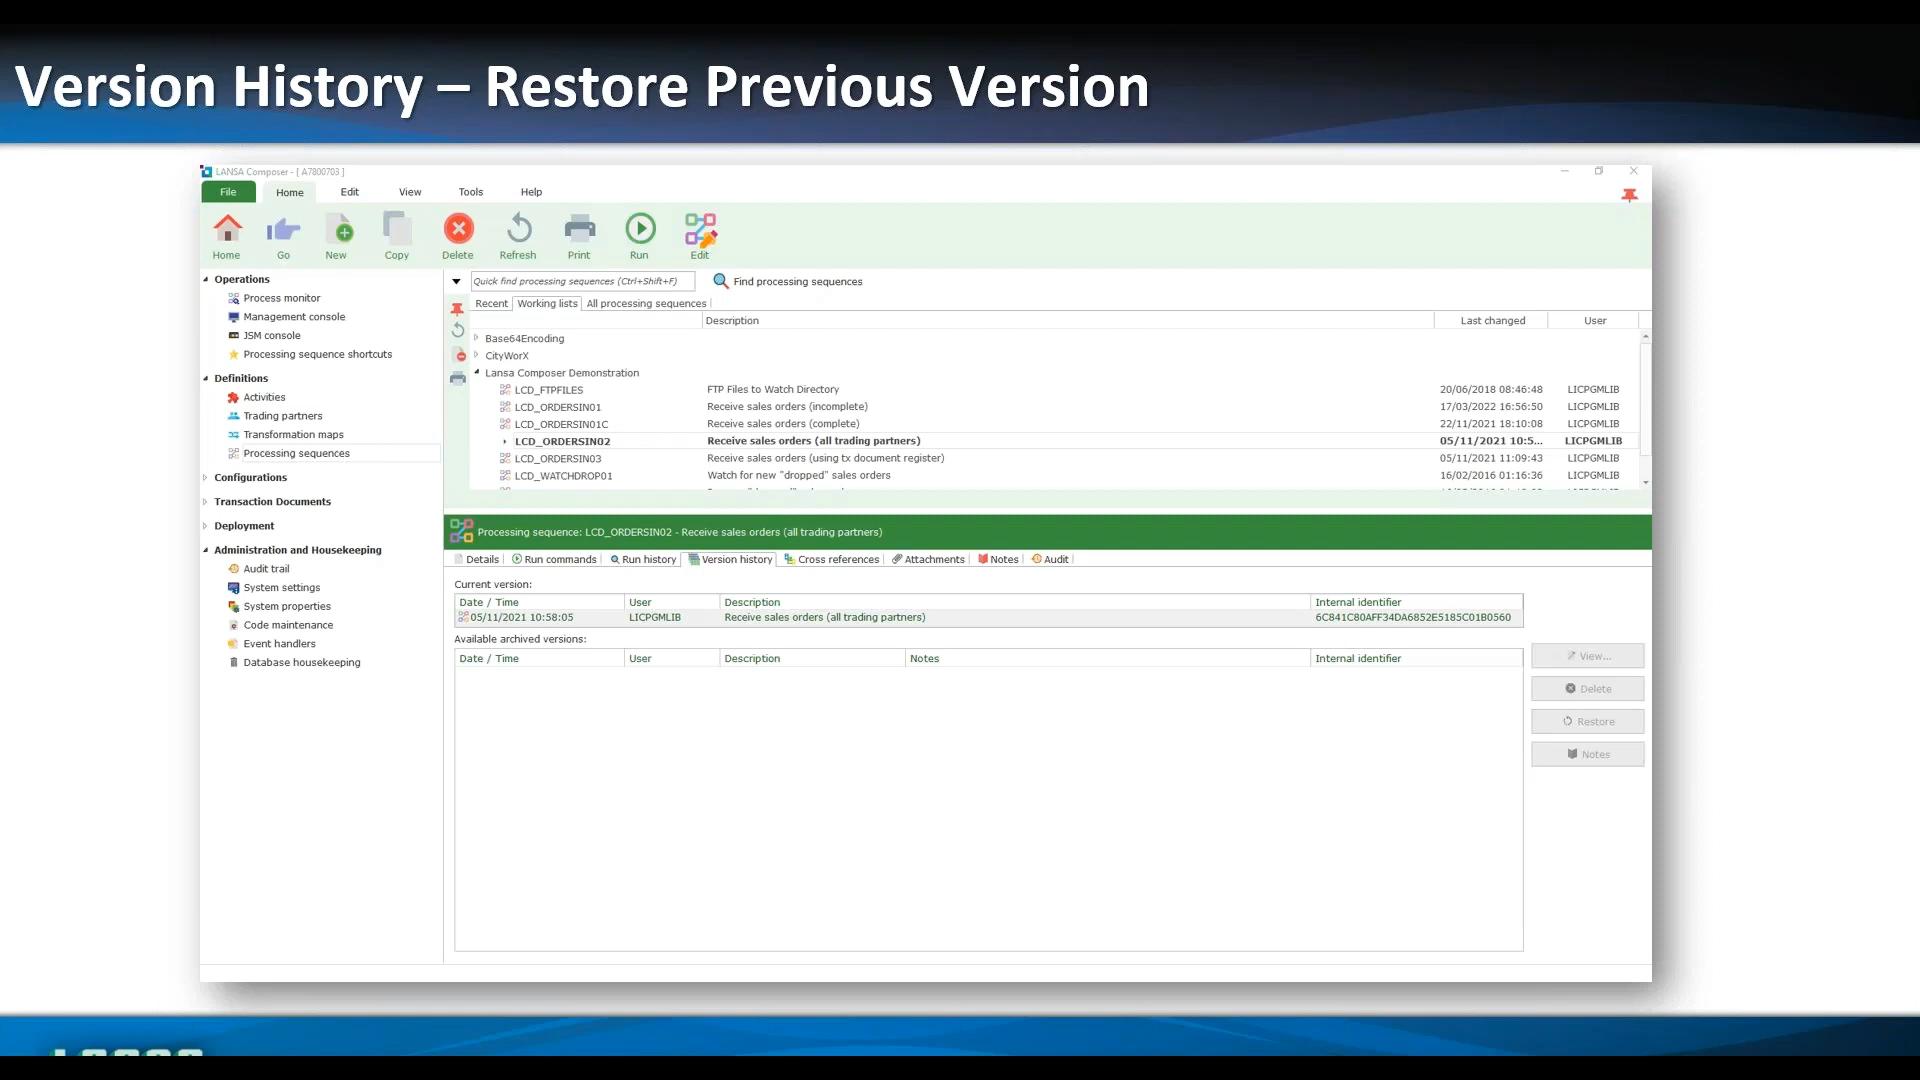 Version History – Restore Previous Version
LANSA Composer - [ A7800703 ]
File Home Edit View Tools Help
Home Go New Copy Delete Refresh Print Run Edit
Operations
Process monitor
Management console
JSM console
Processing sequence shortcuts
Definitions
Activities
Trading partners
Transformation maps
Processing sequences
Configurations
Transaction Documents
Deployment
Administration and Housekeeping
Audit trail
System settings
System properties
Code maintenance
Event handlers
Database housekeeping
Quick find processing sequences (Ctrl+Shift+F) Find processing sequences
Recent Working lists All processing sequences
Description Last changed User
Base64Encoding
CityWorX
Lansa Composer Demonstration
LCD_FTPFILES FTP Files to Watch Directory 20/06/2018 08:46:48 LICPGMLIB
LCD_ORDERSIN01 Receive sales orders (incomplete) 17/03/2022 16:56:50 LICPGMLIB
LCD_ORDERSIN01C Receive sales orders (complete) 22/11/2021 18:10:08 LICPGMLIB
LCD_ORDERSIN02 Receive sales orders (all trading partners) 05/11/2021 10:5... LICPGMLIB
LCD_ORDERSIN03 Receive sales orders (using tx document register) 05/11/2021 11:09:43 LICPGMLIB
LCD_WATCHDROP01 Watch for new "dropped" sales orders 16/02/2016 01:16:36 LICPGMLIB
Processing sequence: LCD_ORDERSIN02 - Receive sales orders (all trading partners)
Details Run commands Run history Version history Cross references Attachments Notes Audit
Current version:
Date / Time User Description Internal identifier
05/11/2021 10:58:05 LICPGMLIB Receive sales orders (all trading partners) 6C841C80AFF34DA6852E5185C01B0560
Available archived versions:
Date / Time User Description Notes Internal identifier
View...
Delete
Restore
Notes